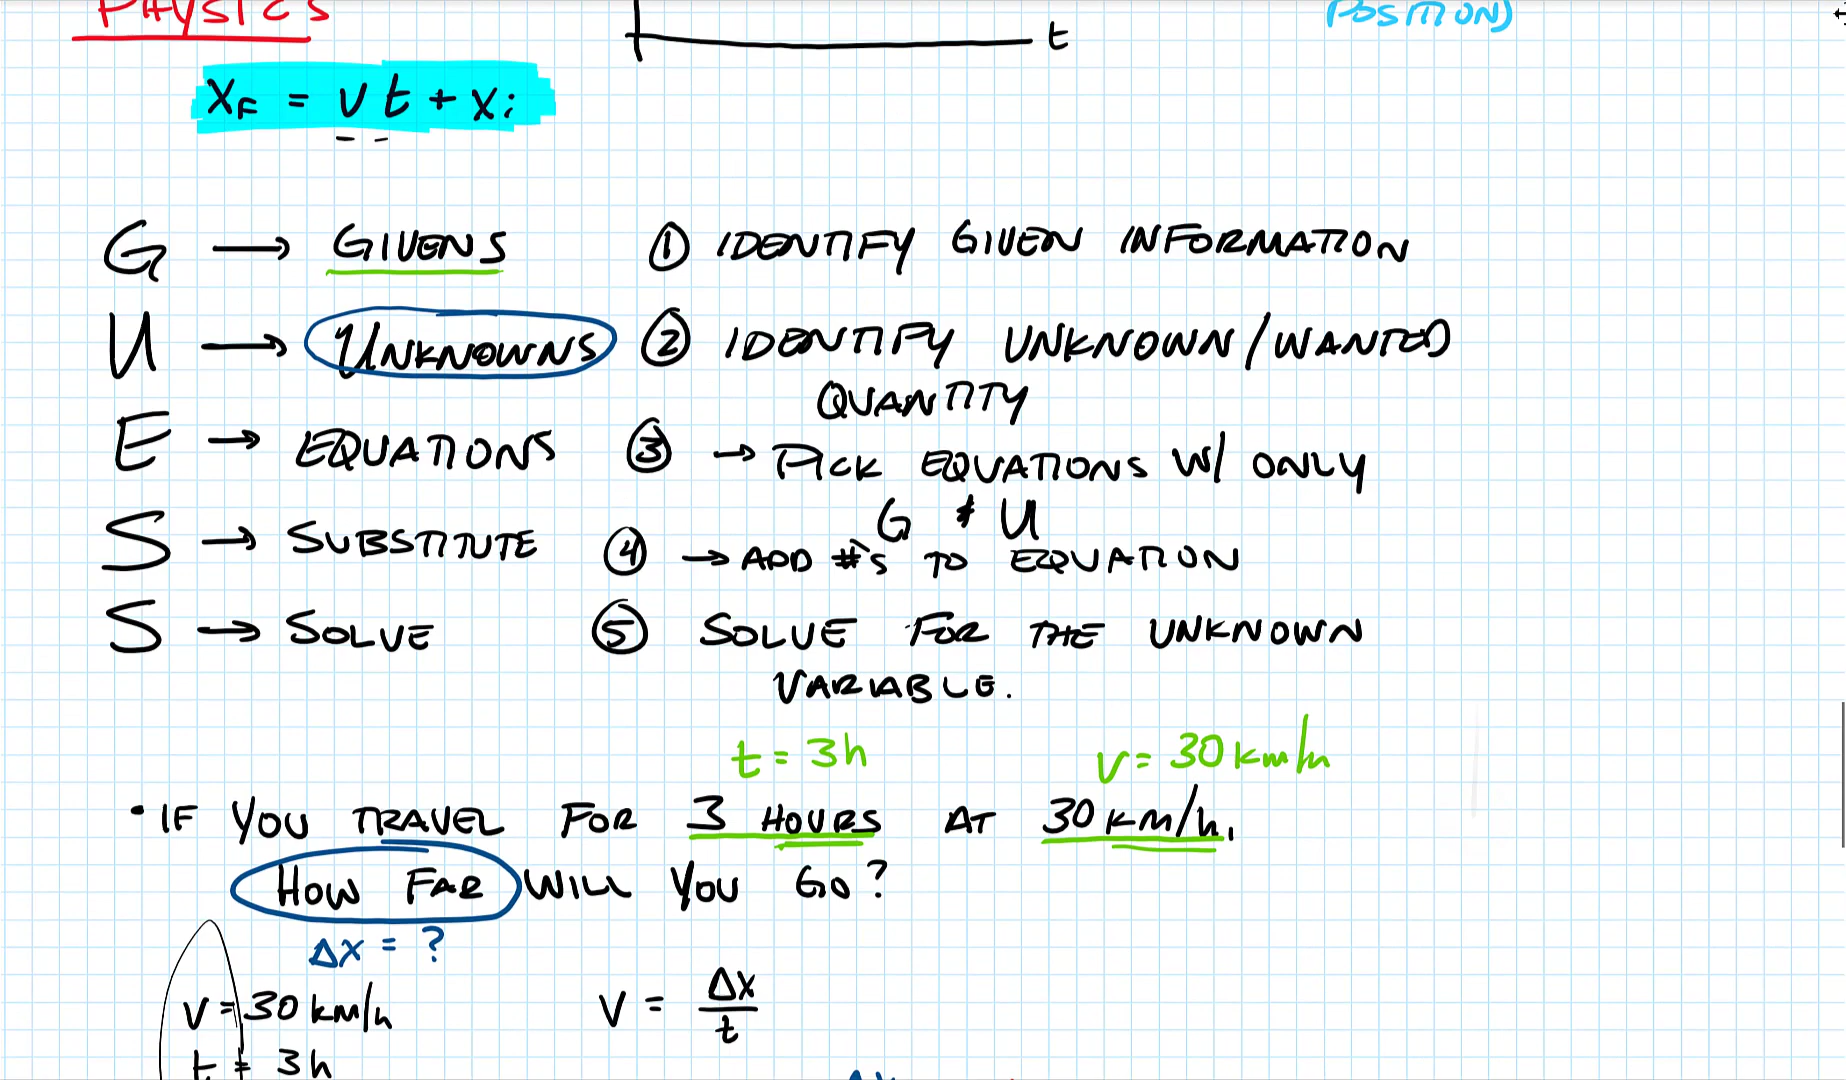 PHYSICS
POSITION)
t
xF = vt + xi
G → GIVENS ① IDENTIFY GIVEN INFORMATION
U → UNKNOWNS ② IDENTIFY UNKNOWN/WANTED
QUANTITY
E → EQUATIONS ③ → PICK EQUATIONS W/ ONLY
G & U
S → SUBSTITUTE ④ → ADD #'s TO EQUATION
S → SOLVE ⑤ SOLVE FOR THE UNKNOWN
VARIABLE.
t = 3h v = 30 km/h
• IF YOU TRAVEL FOR 3 HOURS AT 30 km/h,
HOW FAR WILL YOU GO?
Δx = ?
v = 30 km/h v = Δx/t
t = 3h